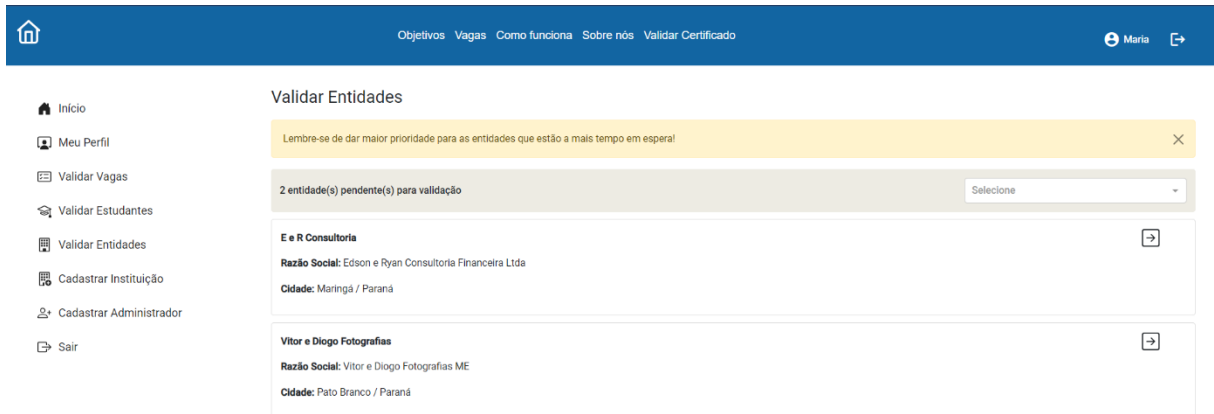 Objetivos Vagas Como funciona Sobre nós Validar Certificado
Maria
Início
Meu Perfil
Validar Vagas
Validar Estudantes
Validar Entidades
Cadastrar Instituição
Cadastrar Administrador
Sair
Validar Entidades
Lembre-se de dar maior prioridade para as entidades que estão a mais tempo em espera!
2 entidade(s) pendente(s) para validação
Selecione
E e R Consultoria
Razão Social: Edson e Ryan Consultoria Financeira Ltda
Cidade: Maringá / Paraná
Vitor e Diogo Fotografias
Razão Social: Vitor e Diogo Fotografias ME
Cidade: Pato Branco / Paraná